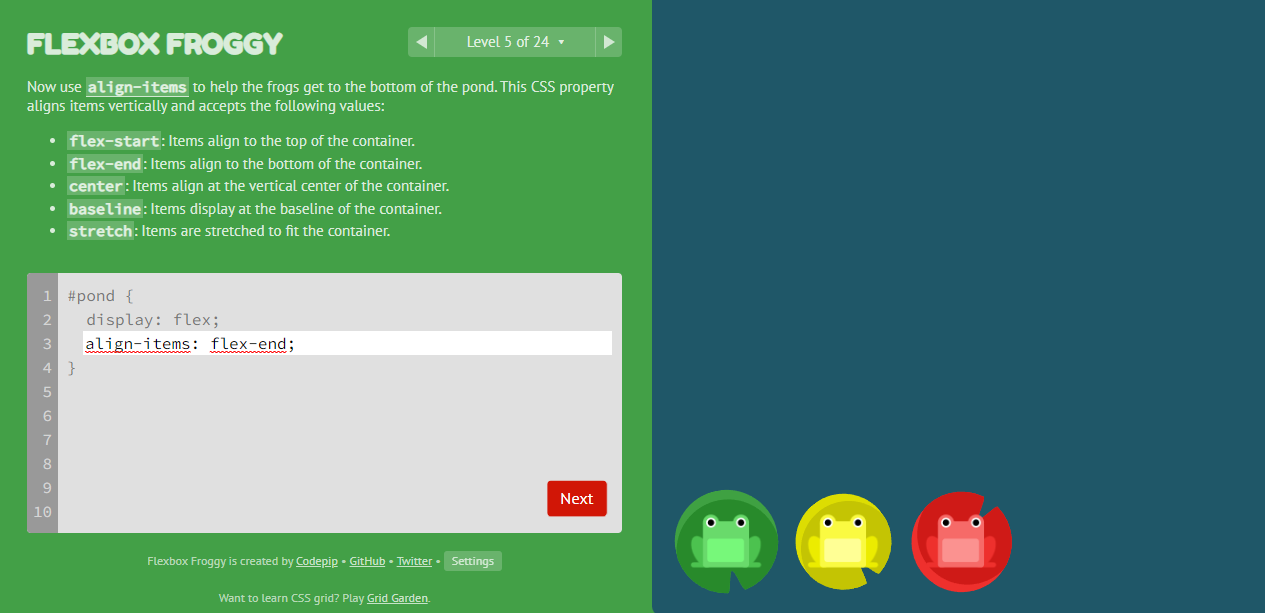 FLEXBOX FROGGY
Level 5 of 24
Now use align-items to help the frogs get to the bottom of the pond. This CSS property
aligns items vertically and accepts the following values:
• flex-start: Items align to the top of the container.
• flex-end: Items align to the bottom of the container.
• center: Items align at the vertical center of the container.
• baseline: Items display at the baseline of the container.
• stretch: Items are stretched to fit the container.
1 #pond {
2 display: flex;
3 align-items: flex-end;
4 }
5
6
7
8
9
10
Next
Flexbox Froggy is created by Codepip • GitHub • Twitter • Settings
Want to learn CSS grid? Play Grid Garden.